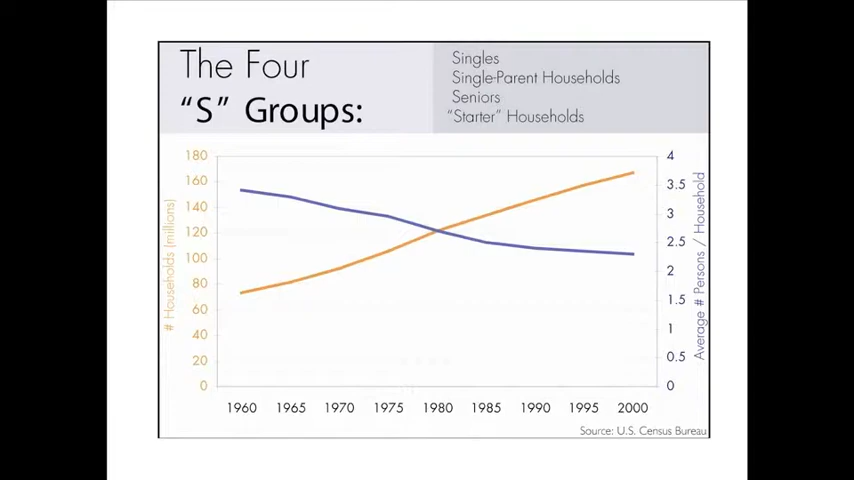 The Four
“S” Groups:
Singles
Single-Parent Households
Seniors
“Starter” Households
# Households (millions)
180
160
140
120
100
80
60
40
20
0
4
3.5
3
2.5
2
1.5
1
0.5
0
Average # Persons / Household
1960 1965 1970 1975 1980 1985 1990 1995 2000
Source: U.S. Census Bureau